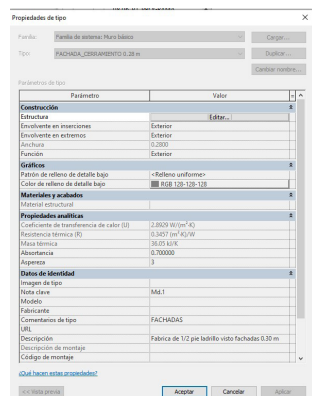 Propiedades de tipo
Familia: Familia de sistema: Muro básico Cargar...
Tipo: FACHADA_CERRAMIENTO 0.28 m Duplicar...
Cambiar nombre...
Parámetros de tipo
Parámetro Valor =
Construcción
Estructura Editar...
Envolvente en inserciones Exterior
Envolvente en extremos Exterior
Anchura 0.2800
Función Exterior
Gráficos
Patrón de relleno de detalle bajo <Relleno uniforme>
Color de relleno de detalle bajo RGB 128-128-128
Materiales y acabados
Material estructural
Propiedades analíticas
Coeficiente de transferencia de calor (U) 2.8929 W/(m²·K)
Resistencia térmica (R) 0.3457 (m²·K)/W
Masa térmica 36.05 kJ/K
Absortancia 0.700000
Aspereza 3
Datos de identidad
Imagen de tipo
Nota clave Md.1
Modelo
Fabricante
Comentarios de tipo FACHADAS
URL
Descripción Fabrica de 1/2 pie ladrillo visto fachadas 0.30 m
Descripción de montaje
Código de montaje
¿Qué hacen estas propiedades?
<< Vista previa Aceptar Cancelar Aplicar